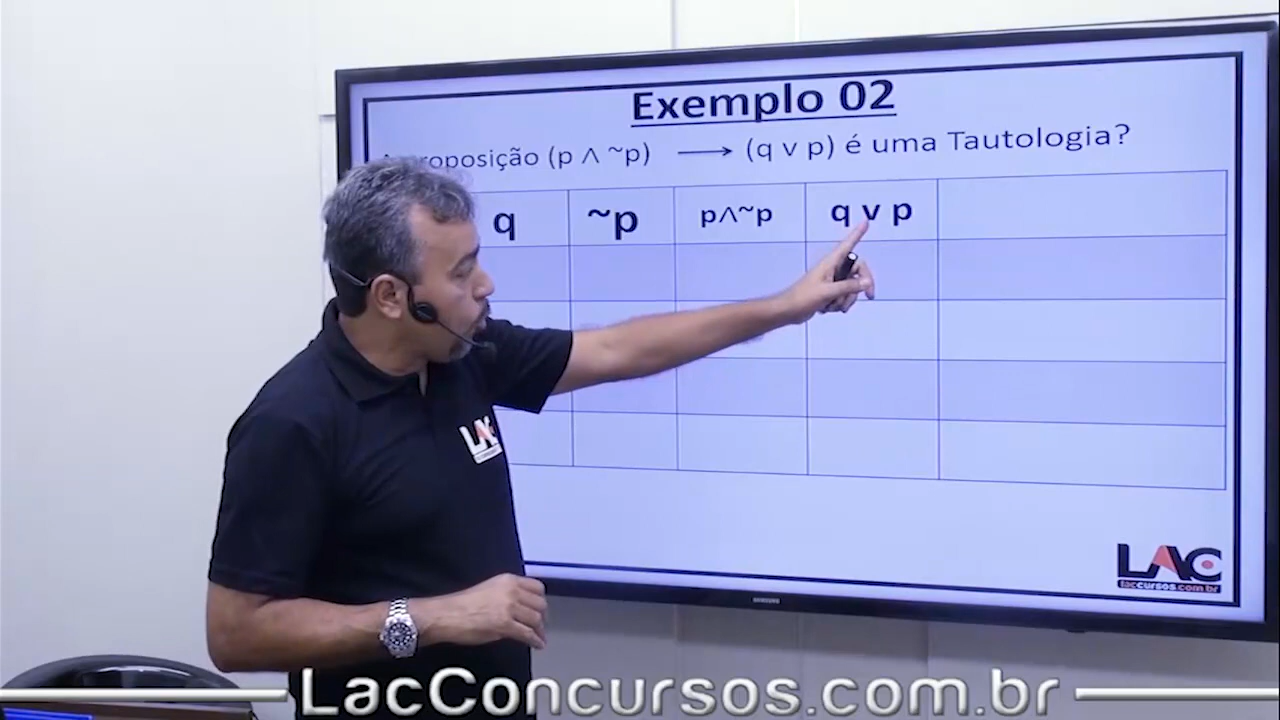 Exemplo 02
proposição (p ∧ ~p) ⟶ (q v p) é uma Tautologia?
q ~p p∧~p q v p
LAC
LAC
laccursos.com.br
SAMSUNG
LacConcursos.com.br